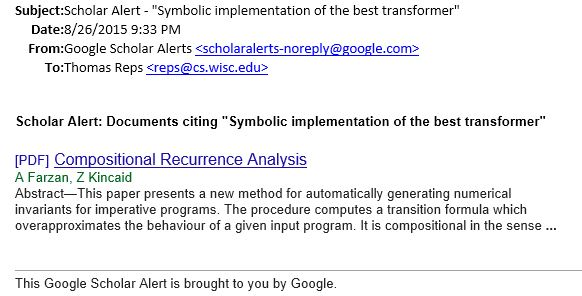 Subject:Scholar Alert - "Symbolic implementation of the best transformer"
Date:8/26/2015 9:33 PM
From:Google Scholar Alerts <scholaralerts-noreply@google.com>
To:Thomas Reps <reps@cs.wisc.edu>
Scholar Alert: Documents citing "Symbolic implementation of the best transformer"
[PDF] Compositional Recurrence Analysis
A Farzan, Z Kincaid
Abstract—This paper presents a new method for automatically generating numerical
invariants for imperative programs. The procedure computes a transition formula which
overapproximates the behaviour of a given input program. It is compositional in the sense ...
This Google Scholar Alert is brought to you by Google.